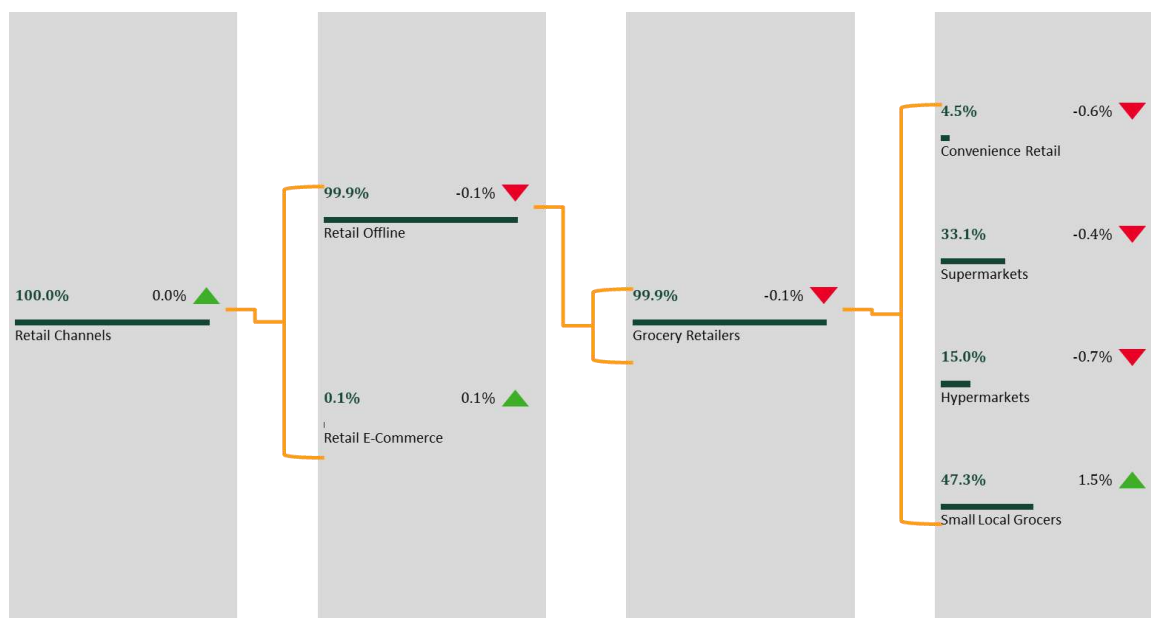 100.0% 0.0%
Retail Channels
99.9% -0.1%
Retail Offline
0.1% 0.1%
Retail E-Commerce
99.9% -0.1%
Grocery Retailers
4.5% -0.6%
Convenience Retail
33.1% -0.4%
Supermarkets
15.0% -0.7%
Hypermarkets
47.3% 1.5%
Small Local Grocers